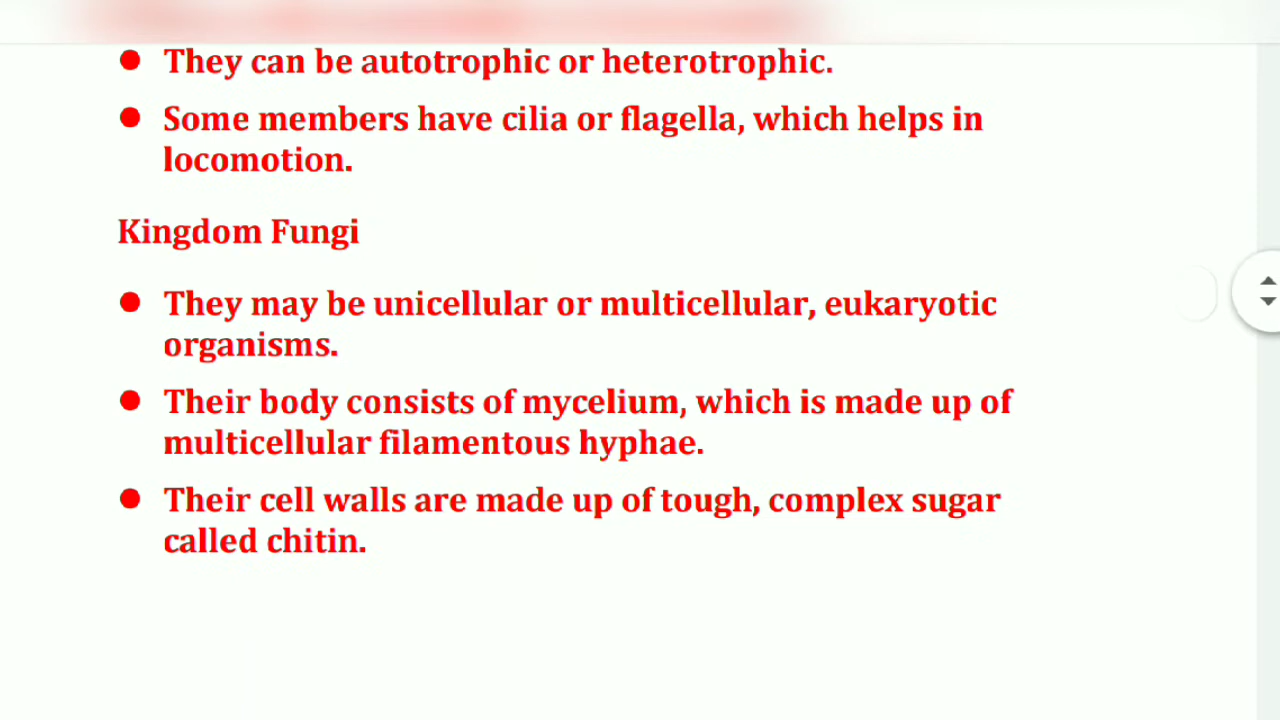 ● They can be autotrophic or heterotrophic.
● Some members have cilia or flagella, which helps in
locomotion.
Kingdom Fungi
● They may be unicellular or multicellular, eukaryotic
organisms.
● Their body consists of mycelium, which is made up of
multicellular filamentous hyphae.
● Their cell walls are made up of tough, complex sugar
called chitin.